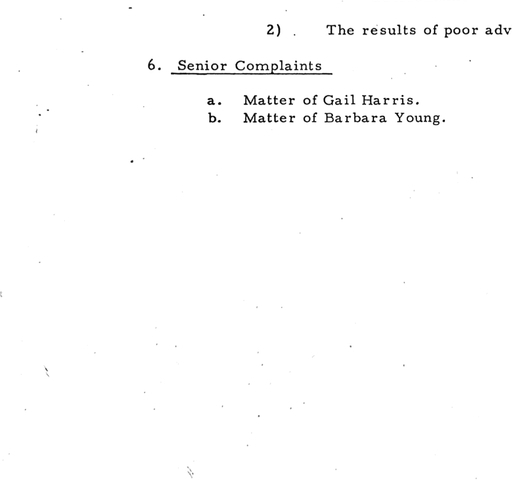 2) The results of poor adv
6. Senior Complaints
a. Matter of Gail Harris.
b. Matter of Barbara Young.